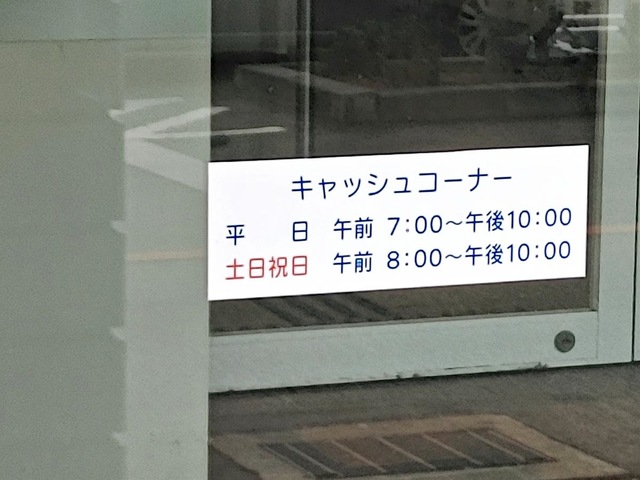 キャッシュコーナー
平　　日　午前 7:00～午後10:00
土日祝日　午前 8:00～午後10:00